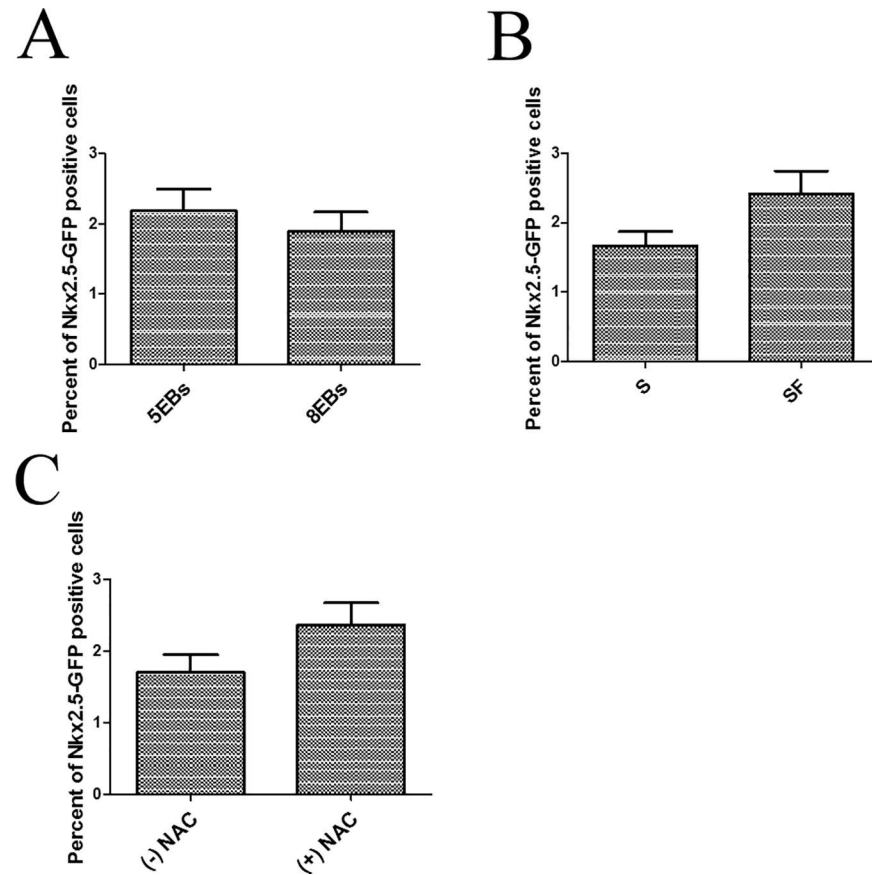 A
Percent of Nkx2.5-GFP positive cells
3
2
1
0
5EBs
8EBs
B
Percent of Nkx2.5-GFP positive cells
3
2
1
0
S
SF
C
Percent of Nkx2.5-GFP positive cells
3
2
1
0
(-) NAC
(+) NAC